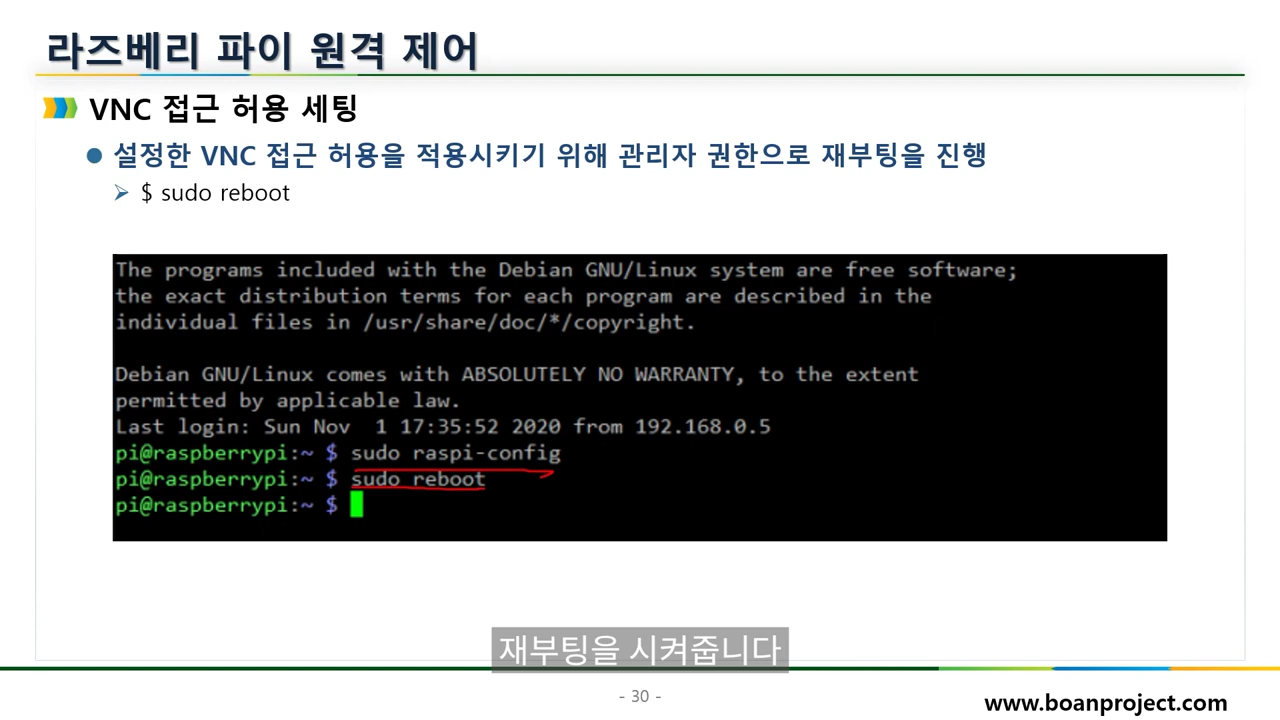 라즈베리 파이 원격 제어
VNC 접근 허용 세팅
설정한 VNC 접근 허용을 적용시키기 위해 관리자 권한으로 재부팅을 진행
$ sudo reboot
The programs included with the Debian GNU/Linux system are free software;
the exact distribution terms for each program are described in the
individual files in /usr/share/doc/*/copyright.
Debian GNU/Linux comes with ABSOLUTELY NO WARRANTY, to the extent
permitted by applicable law.
Last login: Sun Nov  1 17:35:52 2020 from 192.168.0.5
pi@raspberrypi:~ $ sudo raspi-config
pi@raspberrypi:~ $ sudo reboot
pi@raspberrypi:~ $
재부팅을 시켜줍니다
- 30 -
www.boanproject.com